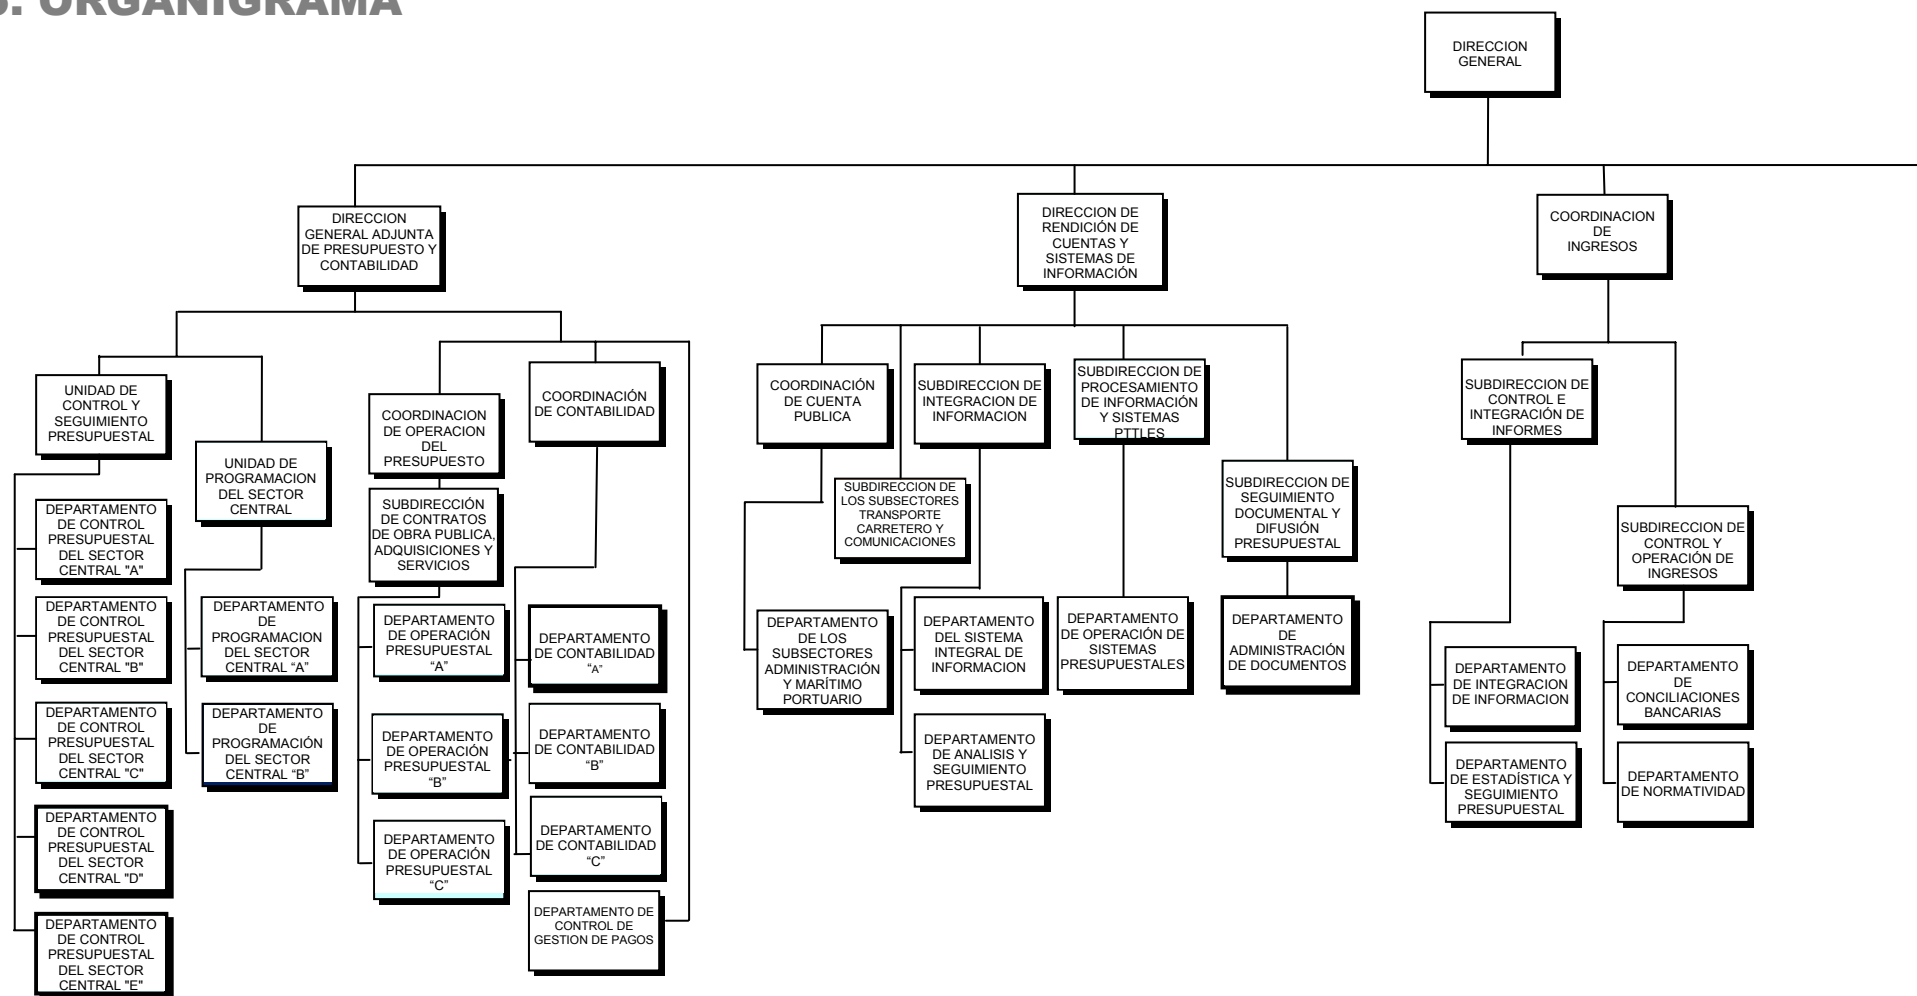 3. ORGANIGRAMA
DIRECCION
GENERAL
DIRECCION
GENERAL ADJUNTA
DE PRESUPUESTO Y
CONTABILIDAD
DIRECCION DE
RENDICIÓN DE
CUENTAS Y
SISTEMAS DE
INFORMACIÓN
COORDINACION
DE
INGRESOS
UNIDAD DE
CONTROL Y
SEGUIMIENTO
PRESUPUESTAL
UNIDAD DE
PROGRAMACION
DEL SECTOR
CENTRAL
COORDINACION
DE OPERACION
DEL
PRESUPUESTO
COORDINACIÓN
DE CONTABILIDAD
SUBDIRECCIÓN
DE CONTRATOS
DE OBRA PUBLICA,
ADQUISICIONES Y
SERVICIOS
COORDINACIÓN
DE CUENTA
PUBLICA
SUBDIRECCION DE
INTEGRACION DE
INFORMACION
SUBDIRECCION DE
PROCESAMIENTO
DE INFORMACIÓN
Y SISTEMAS
PTTLES
SUBDIRECCION DE
LOS SUBSECTORES
TRANSPORTE
CARRETERO Y
COMUNICACIONES
SUBDIRECCION DE
SEGUIMIENTO
DOCUMENTAL Y
DIFUSIÓN
PRESUPUESTAL
SUBDIRECCION DE
CONTROL E
INTEGRACIÓN DE
INFORMES
SUBDIRECCION DE
CONTROL Y
OPERACIÓN DE
INGRESOS
DEPARTAMENTO
DE CONTROL
PRESUPUESTAL
DEL SECTOR
CENTRAL "A"
DEPARTAMENTO
DE CONTROL
PRESUPUESTAL
DEL SECTOR
CENTRAL "B"
DEPARTAMENTO
DE CONTROL
PRESUPUESTAL
DEL SECTOR
CENTRAL "C"
DEPARTAMENTO
DE CONTROL
PRESUPUESTAL
DEL SECTOR
CENTRAL "D"
DEPARTAMENTO
DE CONTROL
PRESUPUESTAL
DEL SECTOR
CENTRAL "E"
DEPARTAMENTO
DE
PROGRAMACION
DEL SECTOR
CENTRAL “A”
DEPARTAMENTO
DE
PROGRAMACIÓN
DEL SECTOR
CENTRAL “B”
DEPARTAMENTO
DE OPERACIÓN
PRESUPUESTAL
“A”
DEPARTAMENTO
DE OPERACIÓN
PRESUPUESTAL
“B”
DEPARTAMENTO
DE OPERACIÓN
PRESUPUESTAL
“C”
DEPARTAMENTO
DE CONTABILIDAD
“A”
DEPARTAMENTO
DE CONTABILIDAD
“B”
DEPARTAMENTO
DE CONTABILIDAD
“C”
DEPARTAMENTO DE
CONTROL DE
GESTION DE PAGOS
DEPARTAMENTO
DE LOS
SUBSECTORES
ADMINISTRACIÓN
Y MARÍTIMO
PORTUARIO
DEPARTAMENTO
DEL SISTEMA
INTEGRAL DE
INFORMACION
DEPARTAMENTO
DE ANALISIS Y
SEGUIMIENTO
PRESUPUESTAL
DEPARTAMENTO
DE OPERACIÓN DE
SISTEMAS
PRESUPUESTALES
DEPARTAMENTO
DE
ADMINISTRACIÓN
DE DOCUMENTOS
DEPARTAMENTO
DE INTEGRACION
DE INFORMACION
DEPARTAMENTO
DE ESTADÍSTICA Y
SEGUIMIENTO
PRESUPUESTAL
DEPARTAMENTO
DE
CONCILIACIONES
BANCARIAS
DEPARTAMENTO
DE NORMATIVIDAD